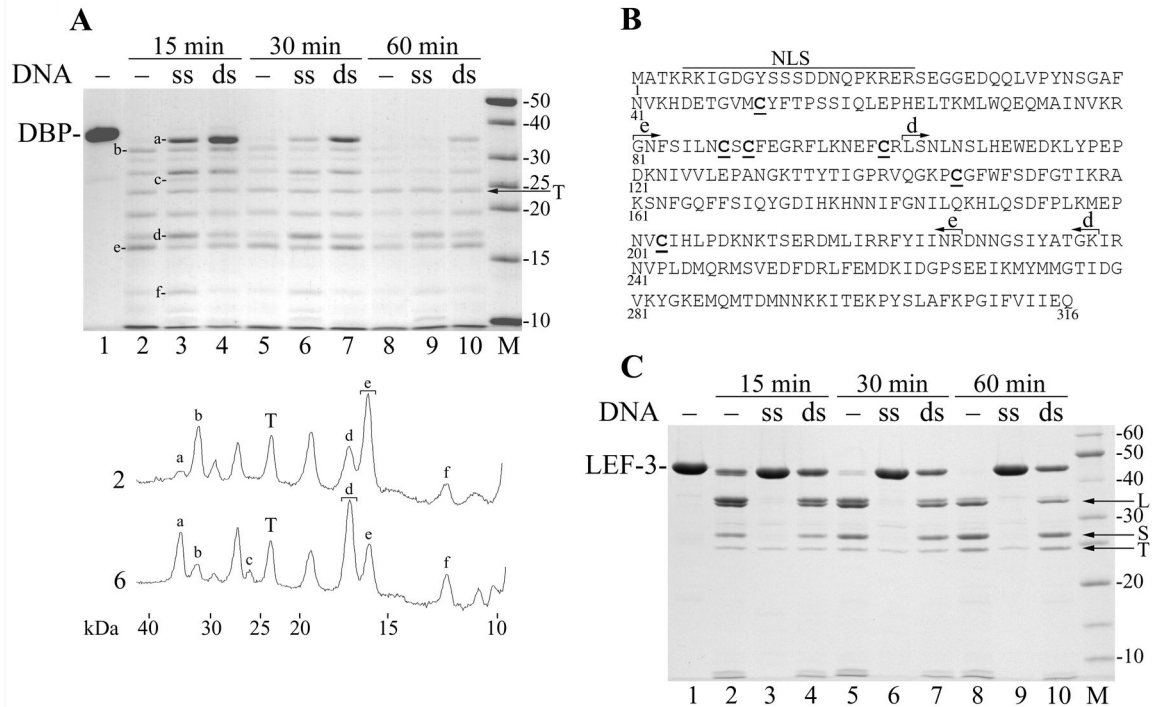 A
15 min 30 min 60 min
DNA – – ss ds – ss ds – ss ds
DBP-
a-
b-
c-
d-
e-
f-
-50
-40
-30
-25
T
-20
-15
-10
1 2 3 4 5 6 7 8 9 10 M
a b T d e f
2
a b c T d e f
6
kDa 40 30 25 20 15 10
B
NLS
MATKRKIGDGYSSSDDNQPKRERSEGGEDQQLVPYNSGAF
1
NVKHDETGVMCYFTPSSIQLEPHELTKMLWQEQMAINVKR
41
e d
GNFSILNCSCFEGRFLKNEFCRLSNLNSLHEWEDKLYPEP
81
DKNIVVLEPANGKTTYTIGPRVQGKPCGFWFSDFGTIKRA
121
KSNFGQFFSIQYGDIHKHNNIFGNILQKHLQSDFPLKMEP
161
e d
NVCIHLPDKNKTSERDMLIRRFYIINRDNNGSIYATGKIR
201
NVPLDMQRMSVEDFDRLFEMDKIDGPSEEIKMYMMGTIDG
241
VKYGKEMQMTDMNNKKITEKPYSLAFKPGIFVIIEQ
281 316
C
15 min 30 min 60 min
DNA – – ss ds – ss ds – ss ds
LEF-3-
-60
-50
-40
L
-30
S
T
-20
-10
1 2 3 4 5 6 7 8 9 10 M